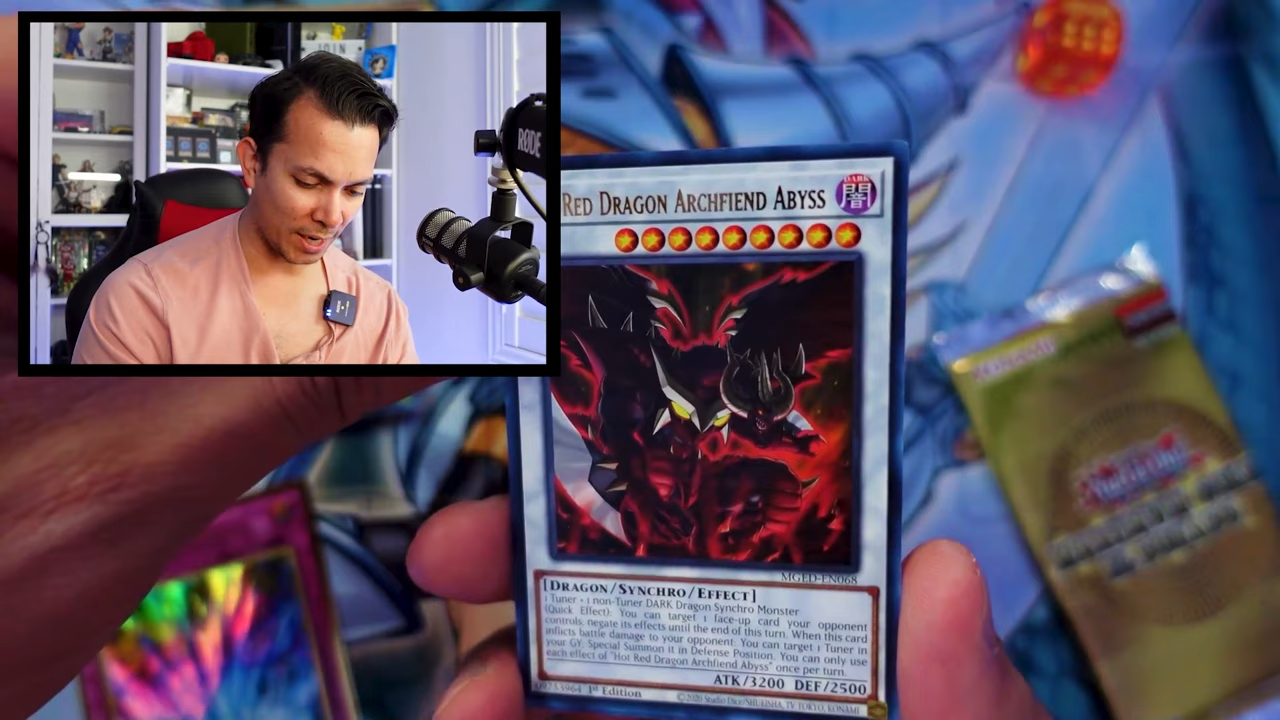 JOIN
RØDE
RED DRAGON ARCHFIEND ABYSS
DARK
闇
MGED-EN068
[DRAGON/SYNCHRO/EFFECT]
1 Tuner + 1 non-Tuner DARK Dragon Synchro Monster
(Quick Effect): You can target 1 face-up card your opponent
controls; negate its effects until the end of this turn. When this card
inflicts battle damage to your opponent: You can target 1 Tuner in
your GY; Special Summon it in Defense Position. You can only use
each effect of "Hot Red Dragon Archfiend Abyss" once per turn.
ATK/3200 DEF/2500
1st Edition
©2020 Studio Dice/SHUEISHA, TV TOKYO, KONAMI
KONAMI